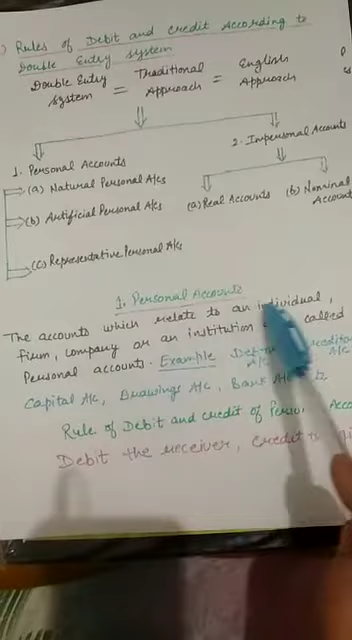 ) Rules of Debit and Credit According to
Double Entry System
Double Entry System = Traditional Approach = English Approach
1. Personal Accounts
2. Impersonal Accounts
(a) Natural Personal A/cs
(b) Artificial Personal A/cs
(a) Real Accounts (b) Nominal Account
(c) Representative Personal A/cs
1. Personal Accounts
The accounts which relate to an individual,
firm, company or an institution called
Personal accounts. Example
Capital A/c, Drawings A/c, Bank
Rule of Debit and credit of
Debit the receiver, credit